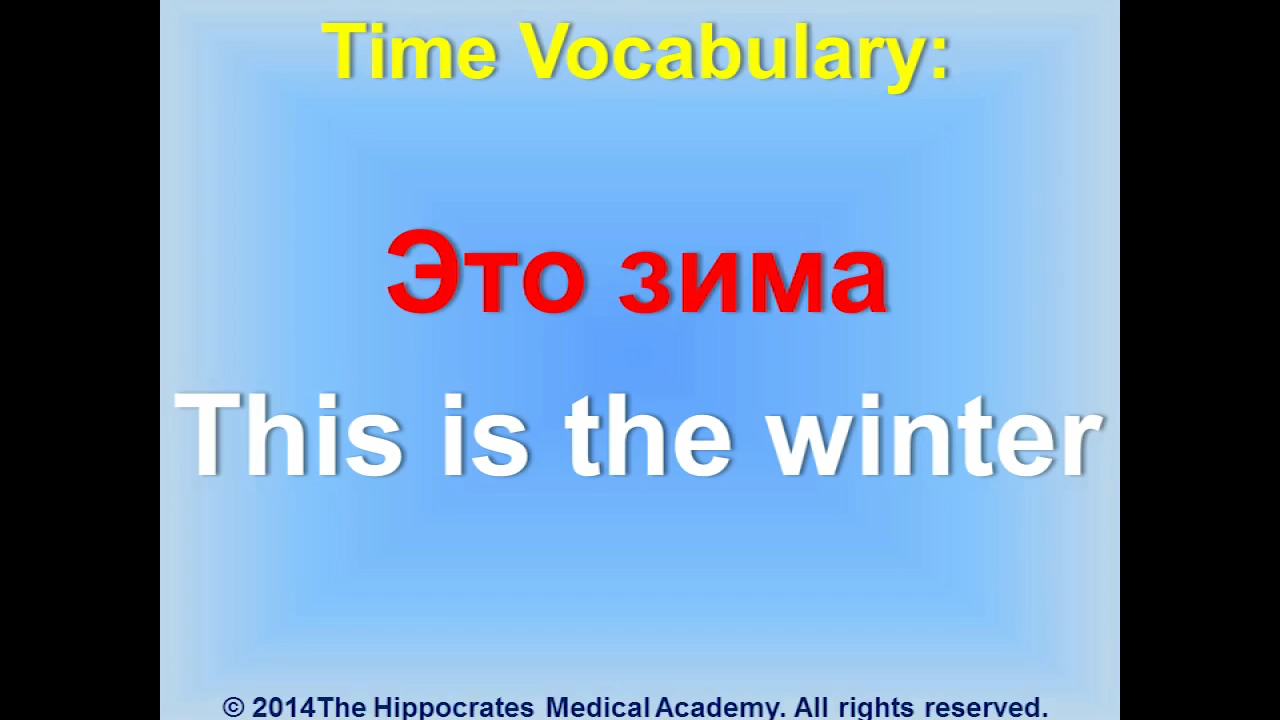 Time Vocabulary:
Это зима
This is the winter
© 2014The Hippocrates Medical Academy. All rights reserved.